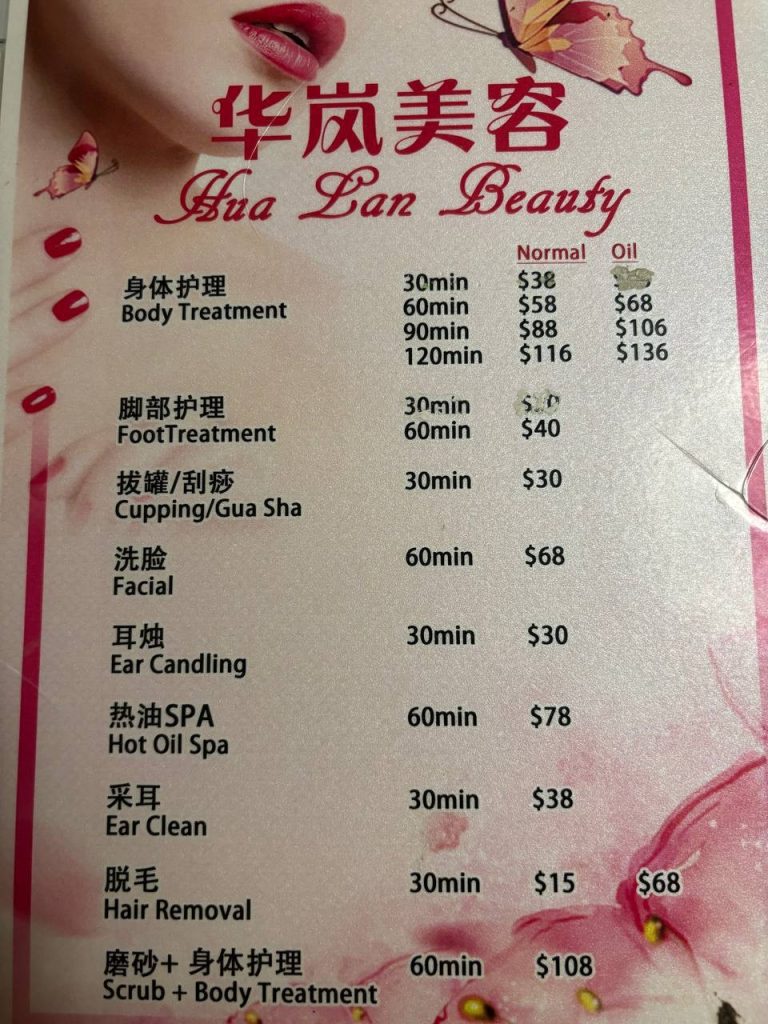 华岚美容
Hua Lan Beauty
Normal Oil
身体护理 30min $38
Body Treatment 60min $58 $68
90min $88 $106
120min $116 $136
脚部护理 30min
FootTreatment 60min $40
拔罐/刮痧 30min $30
Cupping/Gua Sha
洗脸 60min $68
Facial
耳烛 30min $30
Ear Candling
热油SPA 60min $78
Hot Oil Spa
采耳 30min $38
Ear Clean
脱毛 30min $15 $68
Hair Removal
磨砂+ 身体护理 60min $108
Scrub + Body Treatment